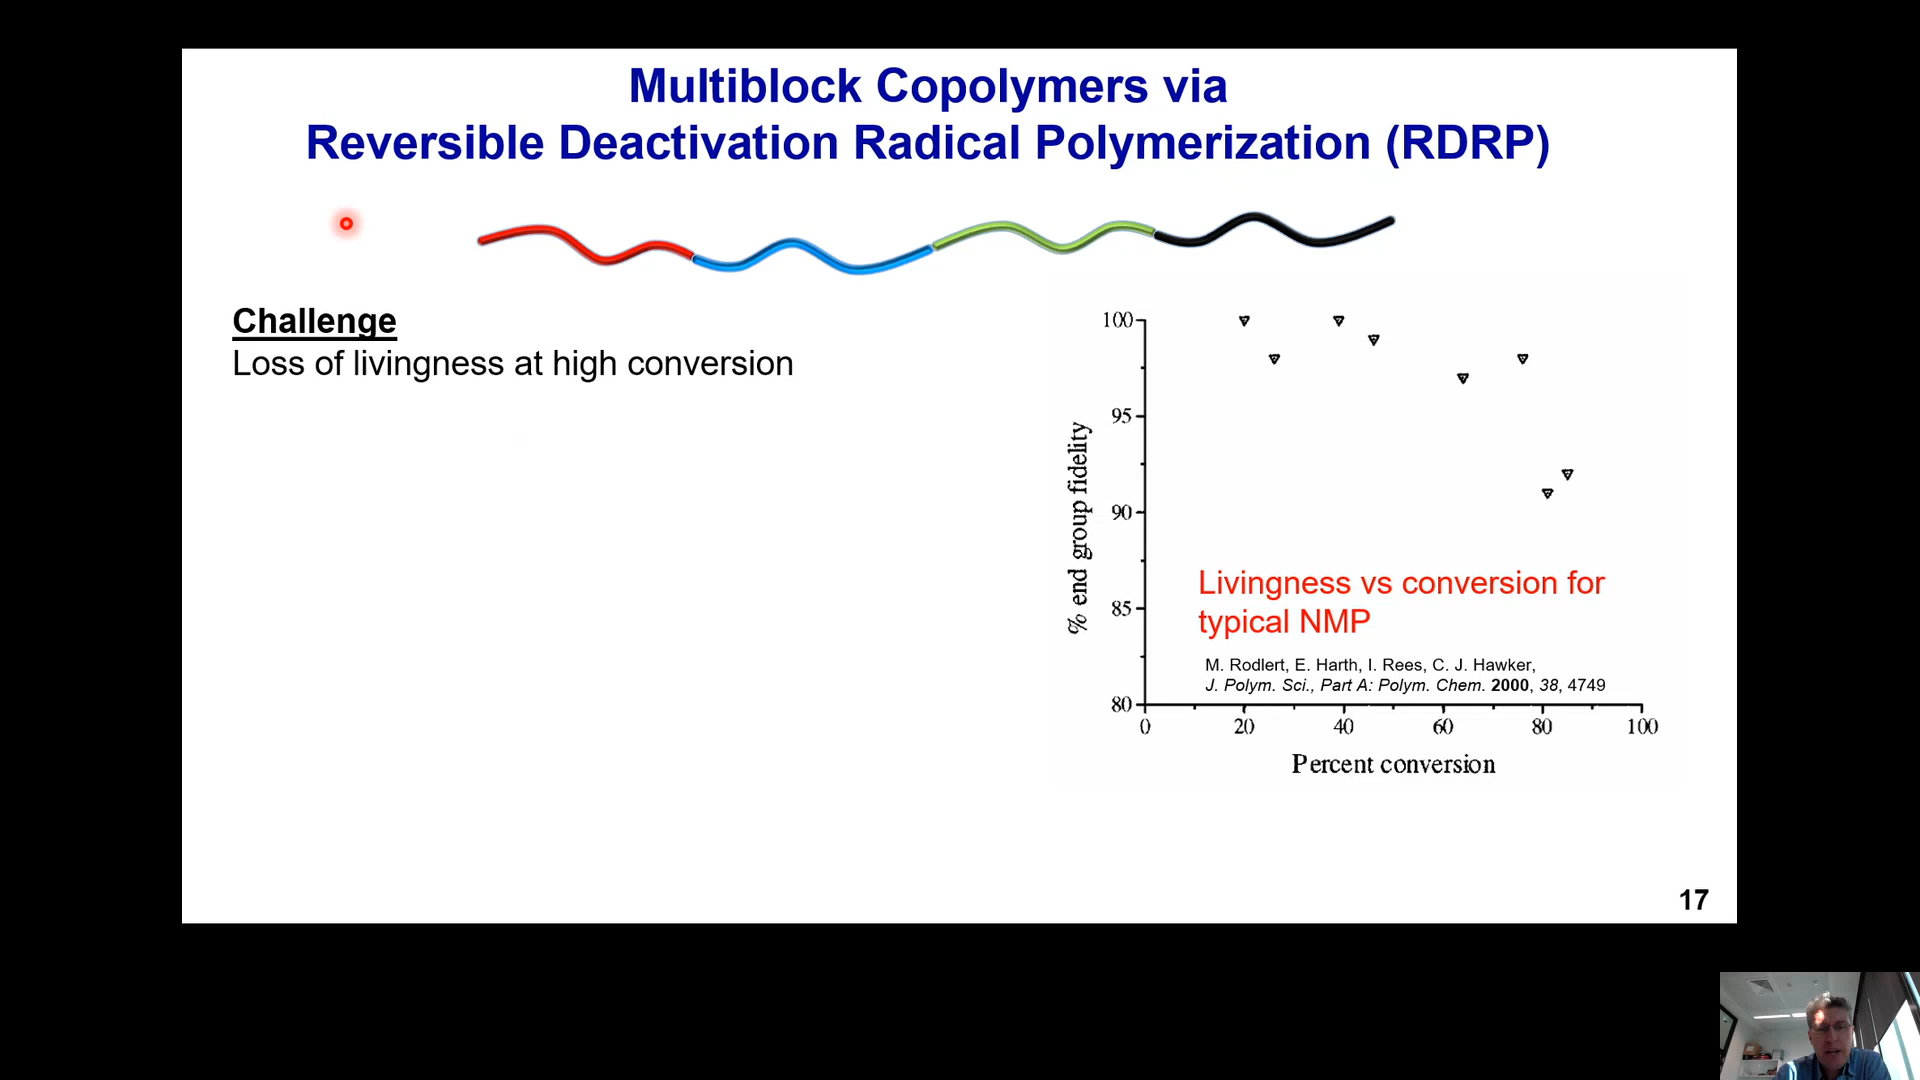 Multiblock Copolymers via
Reversible Deactivation Radical Polymerization (RDRP)
Challenge
Loss of livingness at high conversion
100
95
90
85
80
% end group fidelity
Livingness vs conversion for
typical NMP
M. Rodlert, E. Harth, I. Rees, C. J. Hawker,
J. Polym. Sci., Part A: Polym. Chem. 2000, 38, 4749
0 20 40 60 80 100
Percent conversion
17